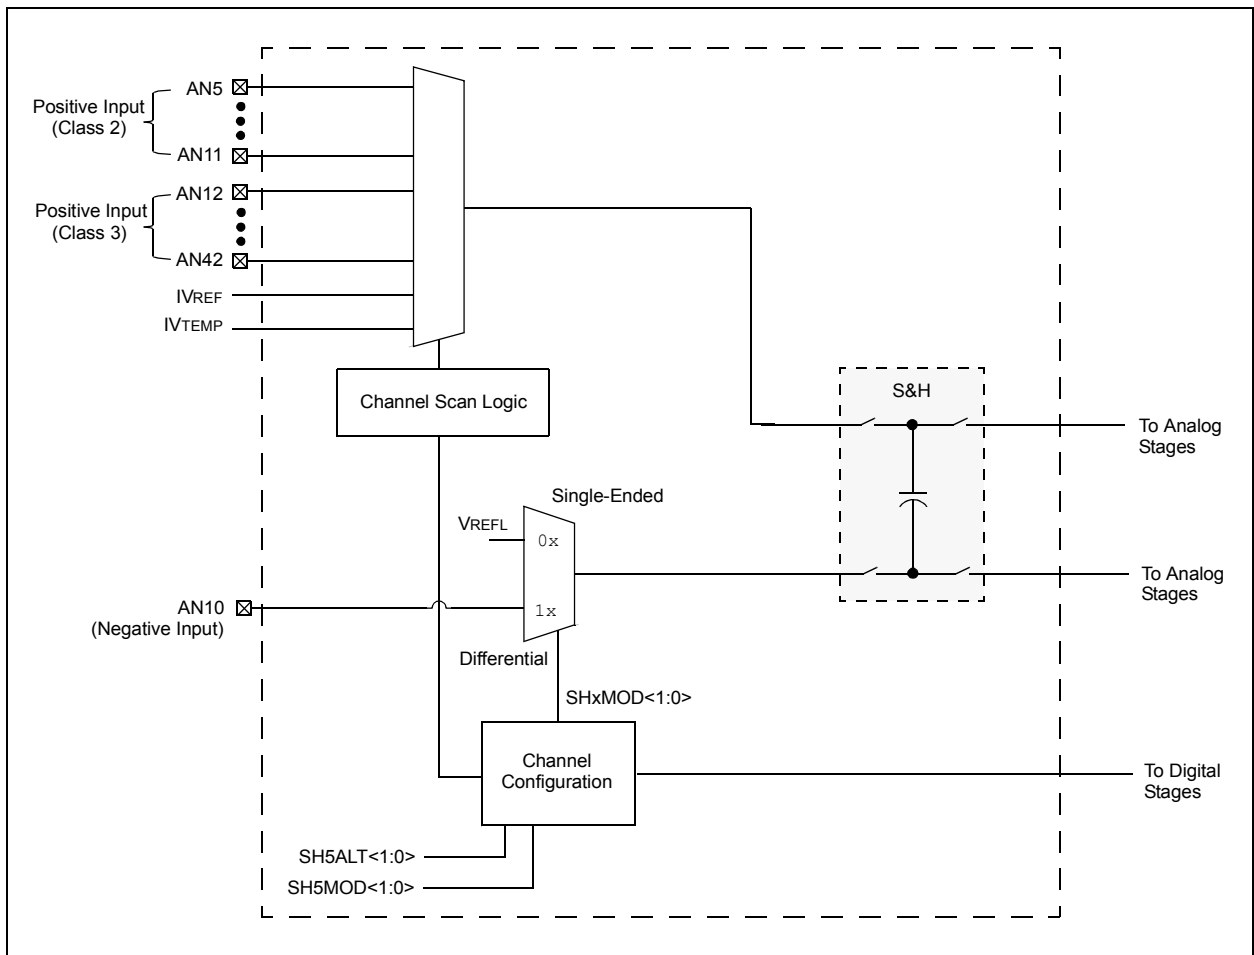 AN5
Positive Input
(Class 2)
AN11
AN12
Positive Input
(Class 3)
AN42
IVREF
IVTEMP
Channel Scan Logic
S&H
To Analog
Stages
Single-Ended
VREFL
0x
To Analog
Stages
AN10
(Negative Input)
1x
Differential
SHxMOD<1:0>
Channel
Configuration
To Digital
Stages
SH5ALT<1:0>
SH5MOD<1:0>